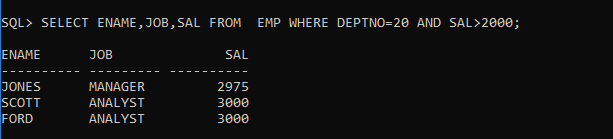 SQL> SELECT ENAME,JOB,SAL FROM  EMP WHERE DEPTNO=20 AND SAL>2000;
ENAME      JOB              SAL
---------- --------- ----------
JONES      MANAGER         2975
SCOTT      ANALYST         3000
FORD       ANALYST         3000